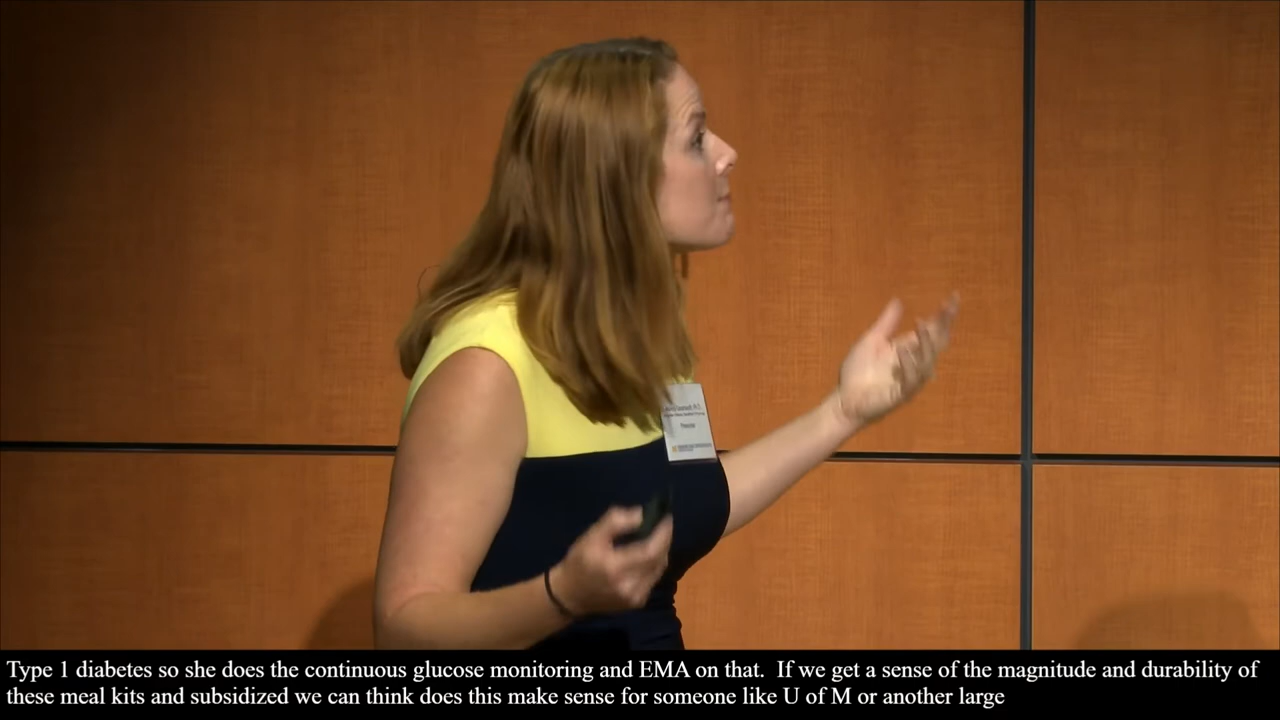 Type 1 diabetes so she does the continuous glucose monitoring and EMA on that.  If we get a sense of the magnitude and durability of
these meal kits and subsidized we can think does this make sense for someone like U of M or another large